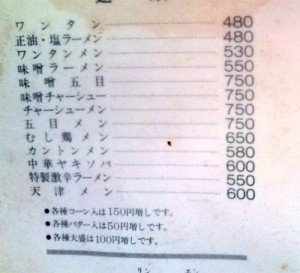 ワンタン 480
正油・塩ラーメン 480
ワンタンメン 530
味噌ラーメン 550
味噌五目 750
味噌チャーシュー 750
チャーシューメン 750
五目メン 750
むし鶏メン 650
カントンメン 580
中華ヤキソバ 600
特製激辛ラーメン 550
天津メン 600
●各種コーン入は150円増しです。
●各種バター入は50円増しです。
●各種大盛は100円増しです。